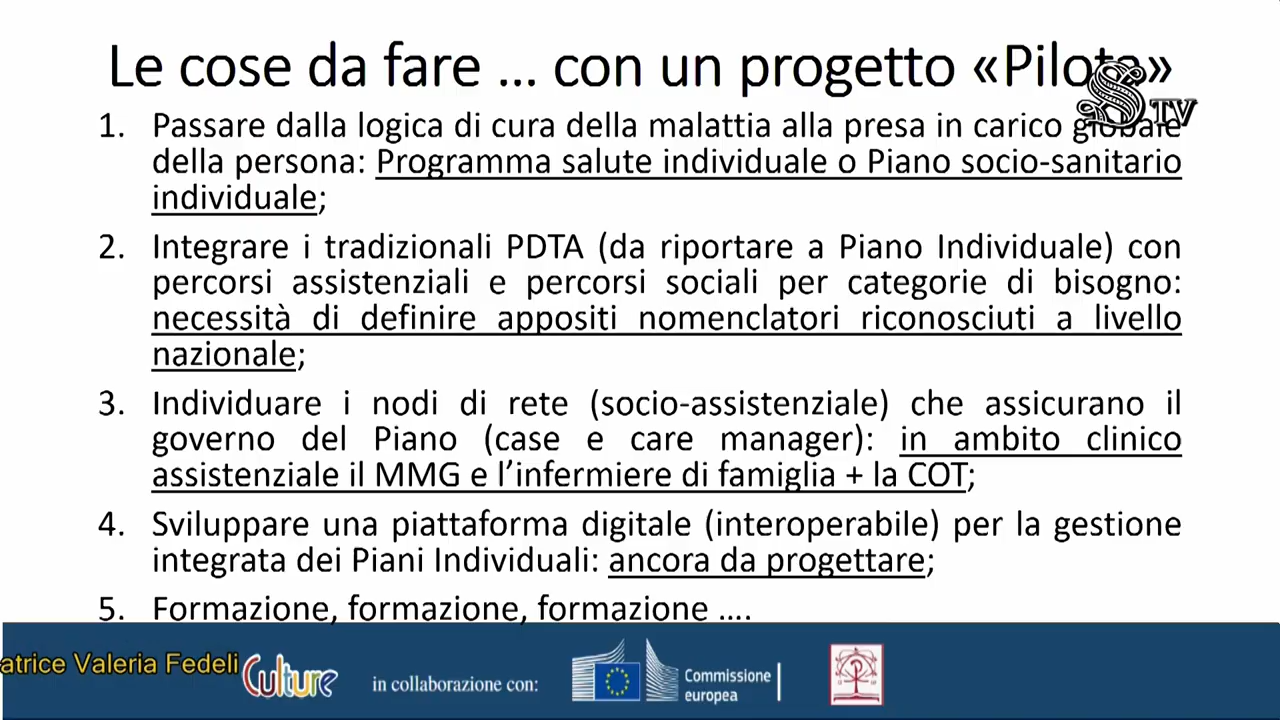 Le cose da fare ... con un progetto «Pilota»
1. Passare dalla logica di cura della malattia alla presa in carico globale
della persona: Programma salute individuale o Piano socio-sanitario
individuale;
2. Integrare i tradizionali PDTA (da riportare a Piano Individuale) con
percorsi assistenziali e percorsi sociali per categorie di bisogno:
necessità di definire appositi nomenclatori riconosciuti a livello
nazionale;
3. Individuare i nodi di rete (socio-assistenziale) che assicurano il
governo del Piano (case e care manager): in ambito clinico
assistenziale il MMG e l'infermiere di famiglia + la COT;
4. Sviluppare una piattaforma digitale (interoperabile) per la gestione
integrata dei Piani Individuali: ancora da progettare;
5. Formazione, formazione, formazione ....
STV
atrice Valeria Fedeli
Culture
in collaborazione con:
Commissione
europea